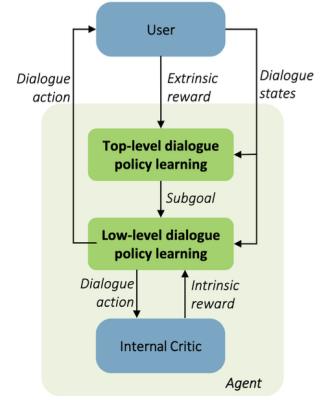 User
Dialogue
action
Extrinsic
reward
Dialogue
states
Top-level dialogue
policy learning
Subgoal
Low-level dialogue
policy learning
Dialogue
action
Intrinsic
reward
Internal Critic
Agent